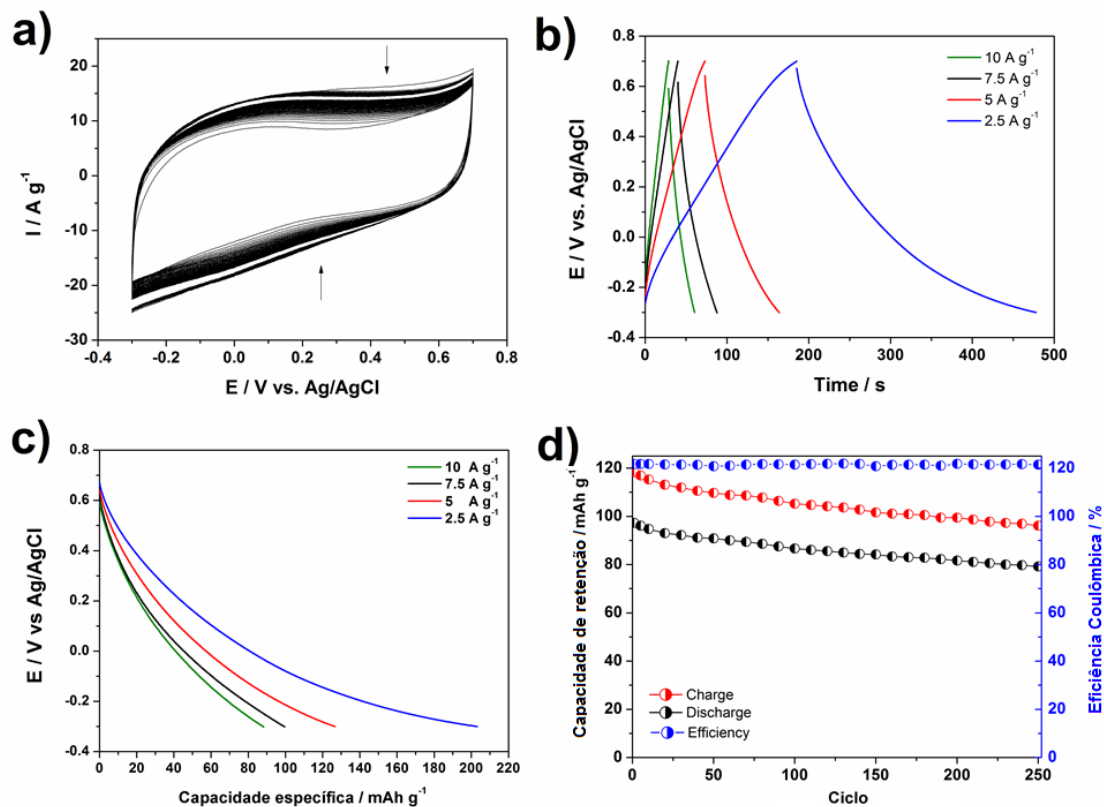 a)
20
10
0
-10
-20
-30
I / A g⁻¹
-0.4 -0.2 0.0 0.2 0.4 0.6 0.8
E / V vs. Ag/AgCl
b)
0.8
0.4
0.0
-0.4
E / V vs. Ag/AgCl
10 A g⁻¹
7.5 A g⁻¹
5 A g⁻¹
2.5 A g⁻¹
0 100 200 300 400 500
Time / s
c)
0.8
0.6
0.4
0.2
0.0
-0.2
-0.4
E / V vs Ag/AgCl
10 A g⁻¹
7.5 A g⁻¹
5 A g⁻¹
2.5 A g⁻¹
0 20 40 60 80 100 120 140 160 180 200 220
Capacidade específica / mAh g⁻¹
d)
120
100
80
60
40
20
0
Capacidade de retenção / mAh g⁻¹
Charge
Discharge
Efficiency
0 50 100 150 200 250
Ciclo
120
100
80
60
40
20
0
Eficiência Coulômbica / %